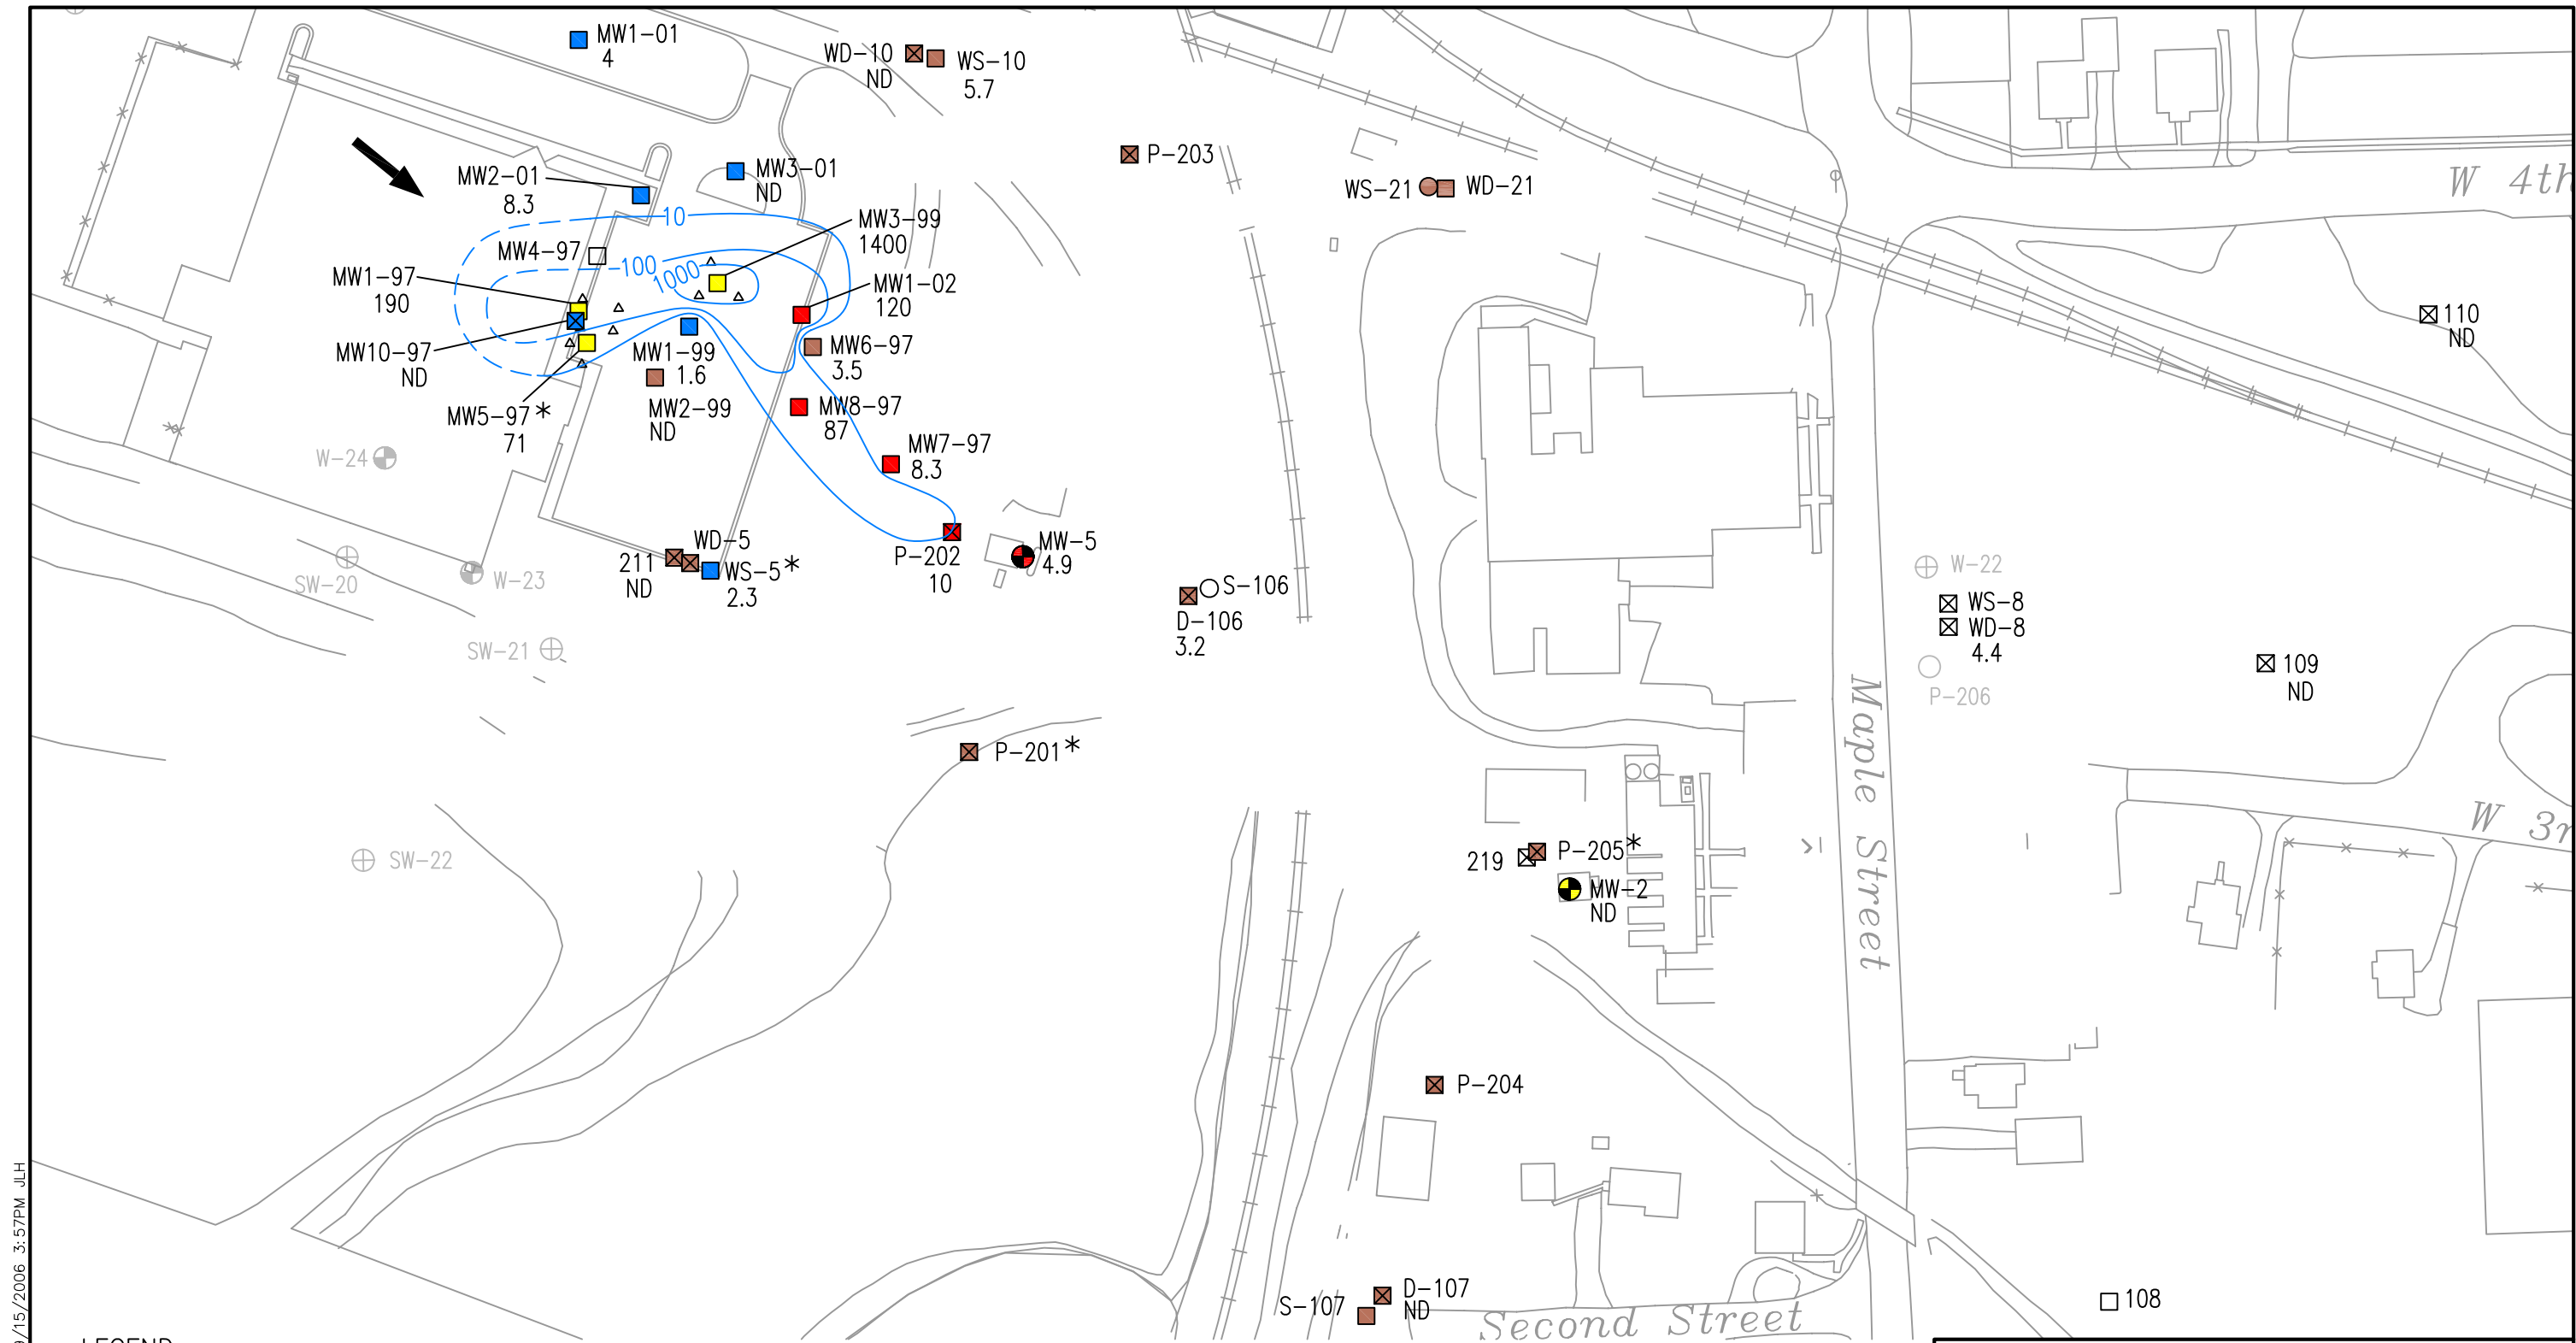 MW1-01
4
WD-10
ND
WS-10
5.7
P-203
MW2-01
8.3
MW3-01
ND
WS-21
WD-21
W 4th
10
MW3-99
1400
MW4-97
100
1000
MW1-97
190
MW1-02
120
110
ND
MW10-97
ND
MW1-99
1.6
MW6-97
3.5
MW5-97*
71
MW2-99
ND
MW8-97
87
W-24
MW7-97
8.3
WD-5
211
ND
WS-5*
2.3
P-202
10
MW-5
4.9
SW-20
W-23
S-106
D-106
3.2
W-22
WS-8
WD-8
4.4
P-206
109
ND
SW-21
Maple Street
P-201*
W 3r
SW-22
219
P-205*
MW-2
ND
P-204
/15/2006 3:57PM JLH
S-107
D-107
ND
Second Street
108
LEGEND